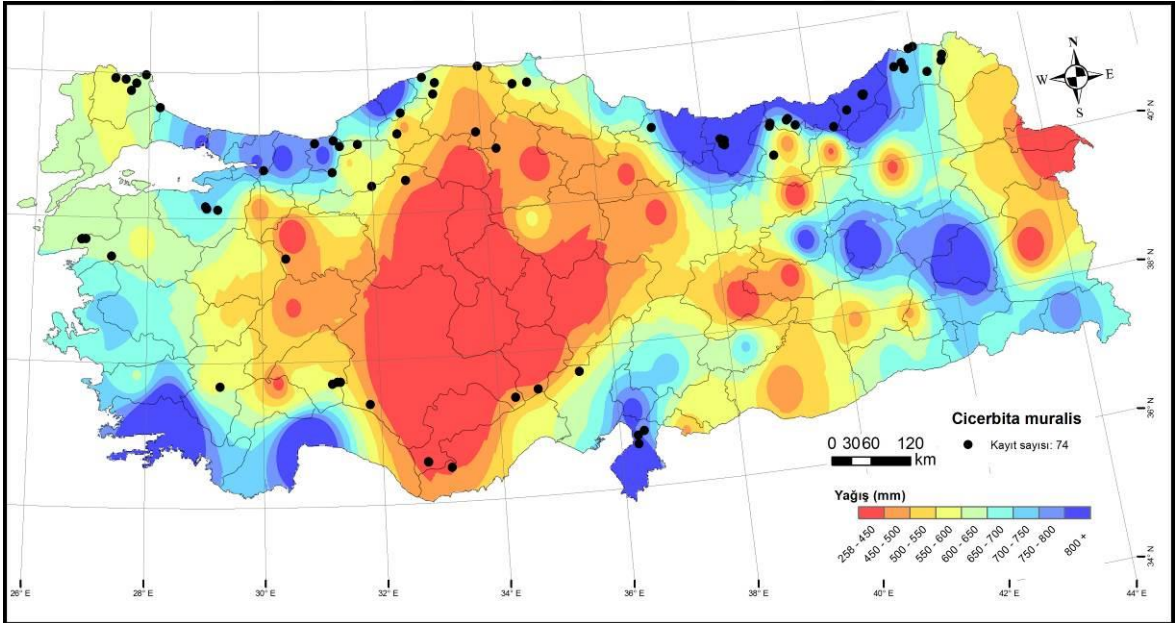 N
W E
S
40° N
38° N
36° N
34° N
Cicerbita muralis
Kayıt sayısı: 74
0 30 60 120
km
Yağış (mm)
258 - 450
450 - 500
500 - 550
550 - 600
600 - 650
650 - 700
700 - 750
750 - 800
800 +
26° E 28° E 30° E 32° E 34° E 36° E 38° E 40° E 42° E 44° E